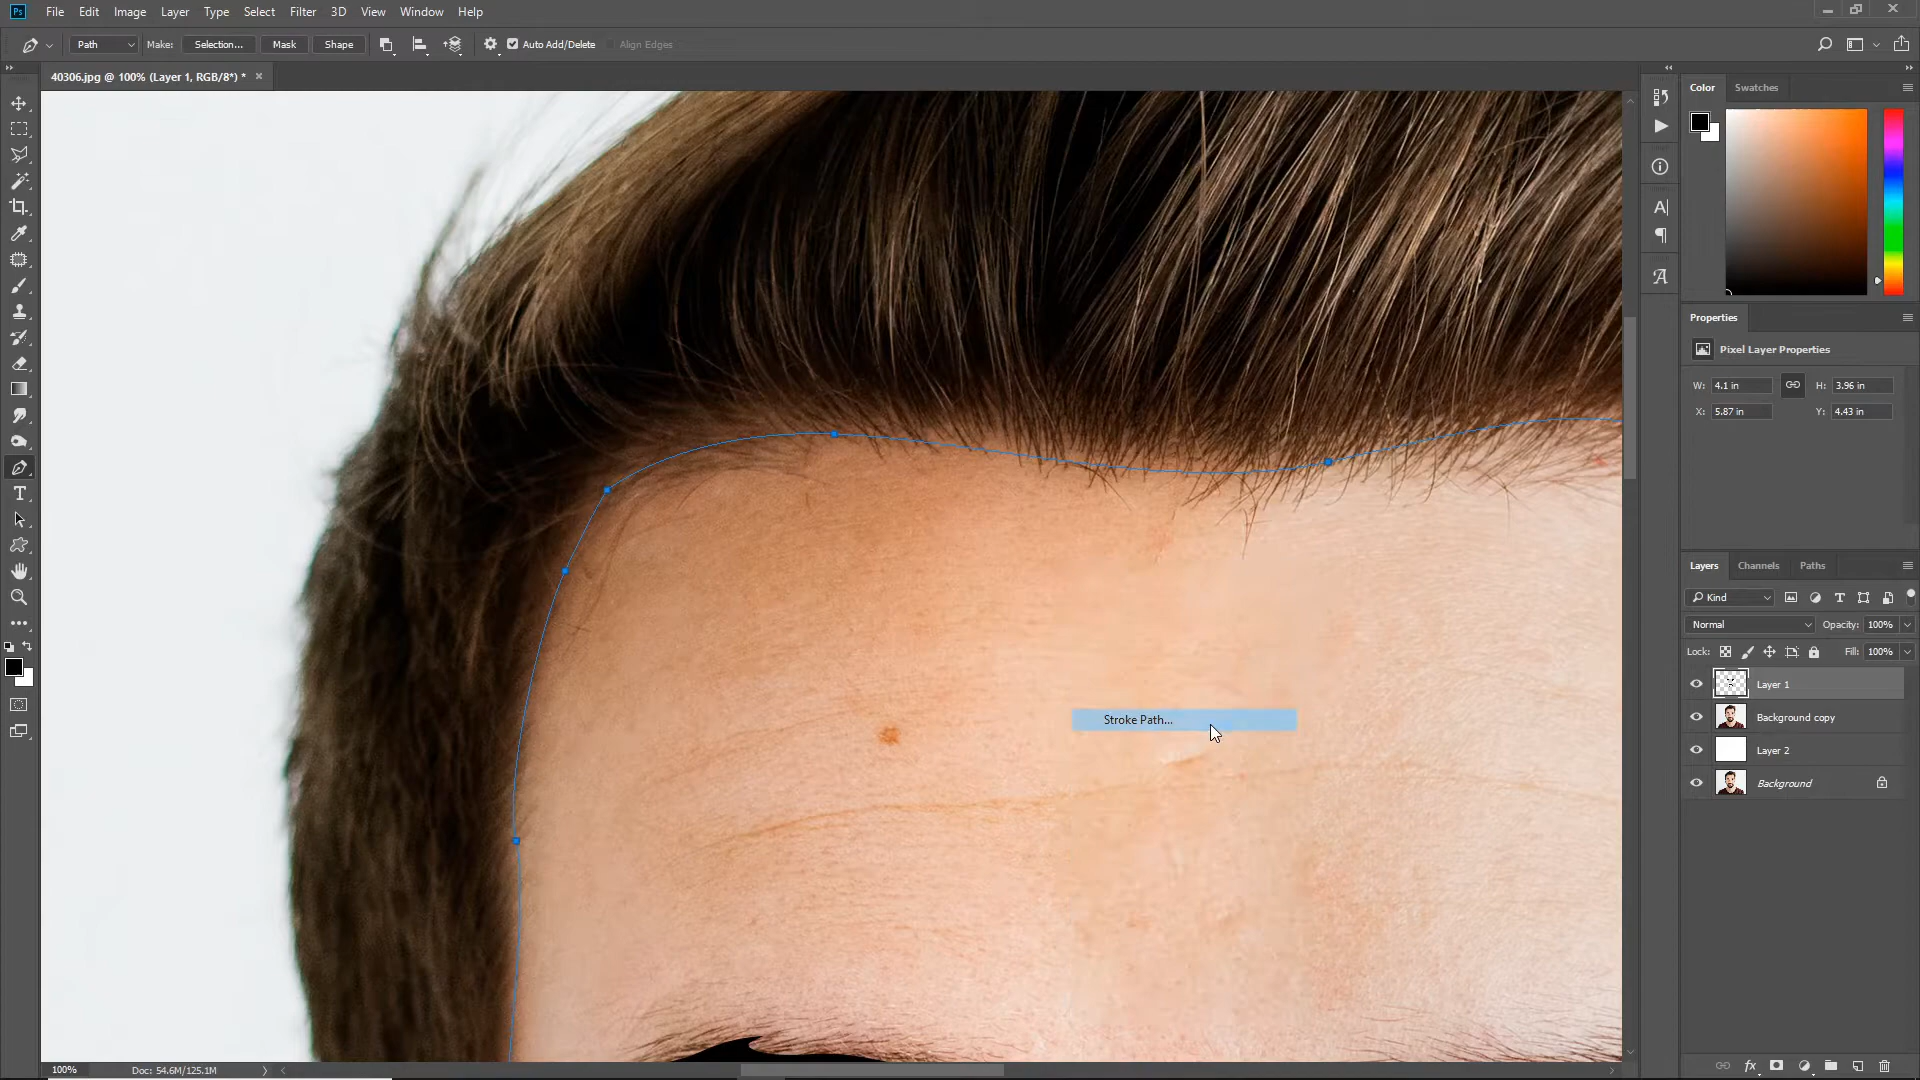 Ps File Edit Image Layer Type Select Filter 3D View Window Help
Path Make: Selection... Mask Shape Auto Add/Delete Align Edges
40306.jpg @ 100% (Layer 1, RGB/8*) * ×
Color Swatches
Properties
Pixel Layer Properties
W: 4.1 in H: 3.96 in
X: 5.87 in Y: 4.43 in
Layers Channels Paths
Kind
Normal Opacity: 100%
Lock: Fill: 100%
Layer 1
Background copy
Layer 2
Background
Stroke Path...
100% Doc: 54.6M/125.1M